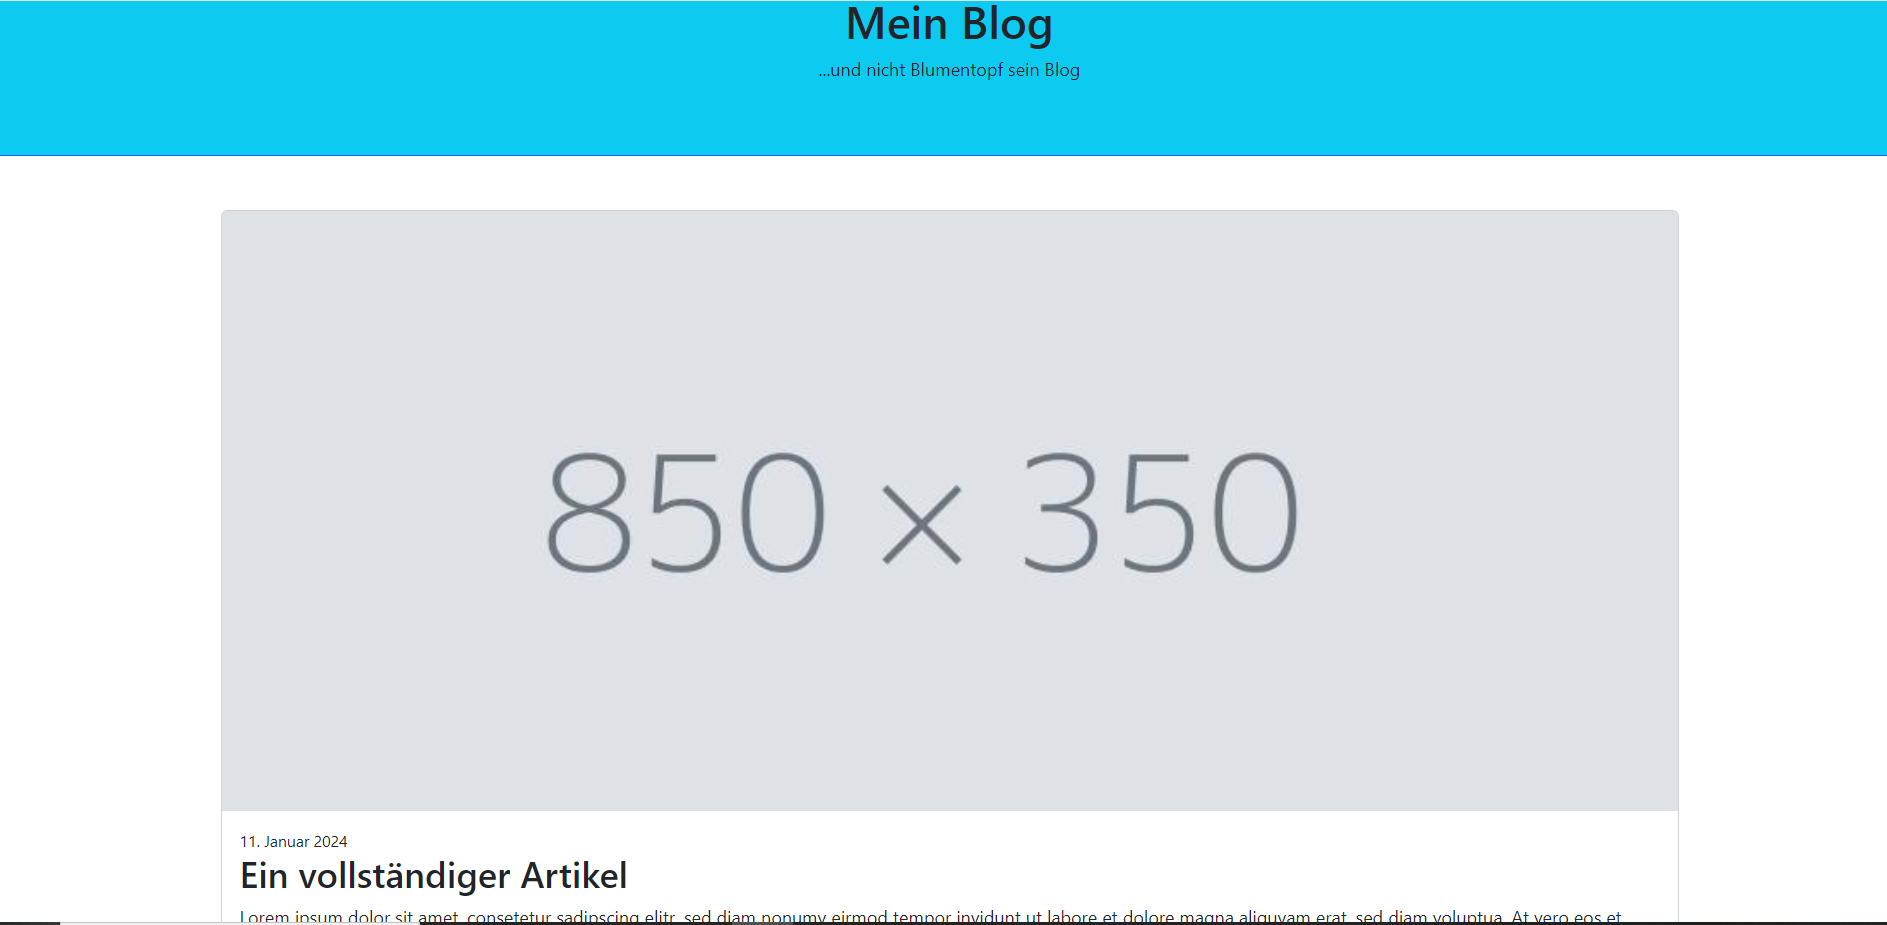 Mein Blog
...und nicht Blumentopf sein Blog
850 × 350
11. Januar 2024
Ein vollständiger Artikel
Lorem ipsum dolor sit amet, consetetur sadipscing elitr, sed diam nonumy eirmod tempor invidunt ut labore et dolore magna aliquyam erat, sed diam voluptua. At vero eos et